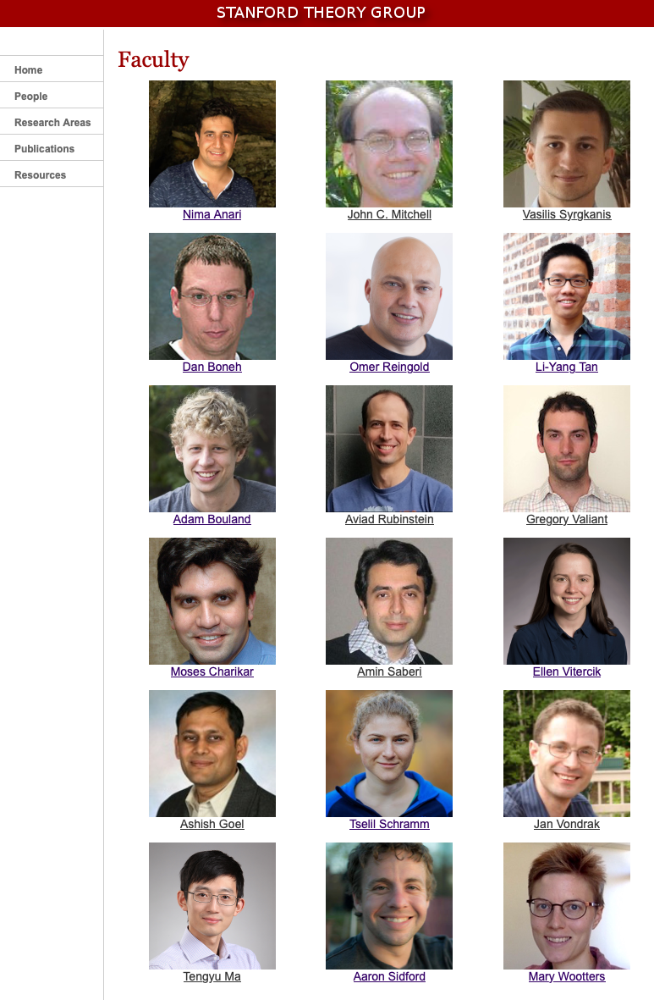 STANFORD THEORY GROUP
Home
People
Research Areas
Publications
Resources
Faculty
Nima Anari
John C. Mitchell
Vasilis Syrgkanis
Dan Boneh
Omer Reingold
Li-Yang Tan
Adam Bouland
Aviad Rubinstein
Gregory Valiant
Moses Charikar
Amin Saberi
Ellen Vitercik
Ashish Goel
Tselil Schramm
Jan Vondrak
Tengyu Ma
Aaron Sidford
Mary Wootters